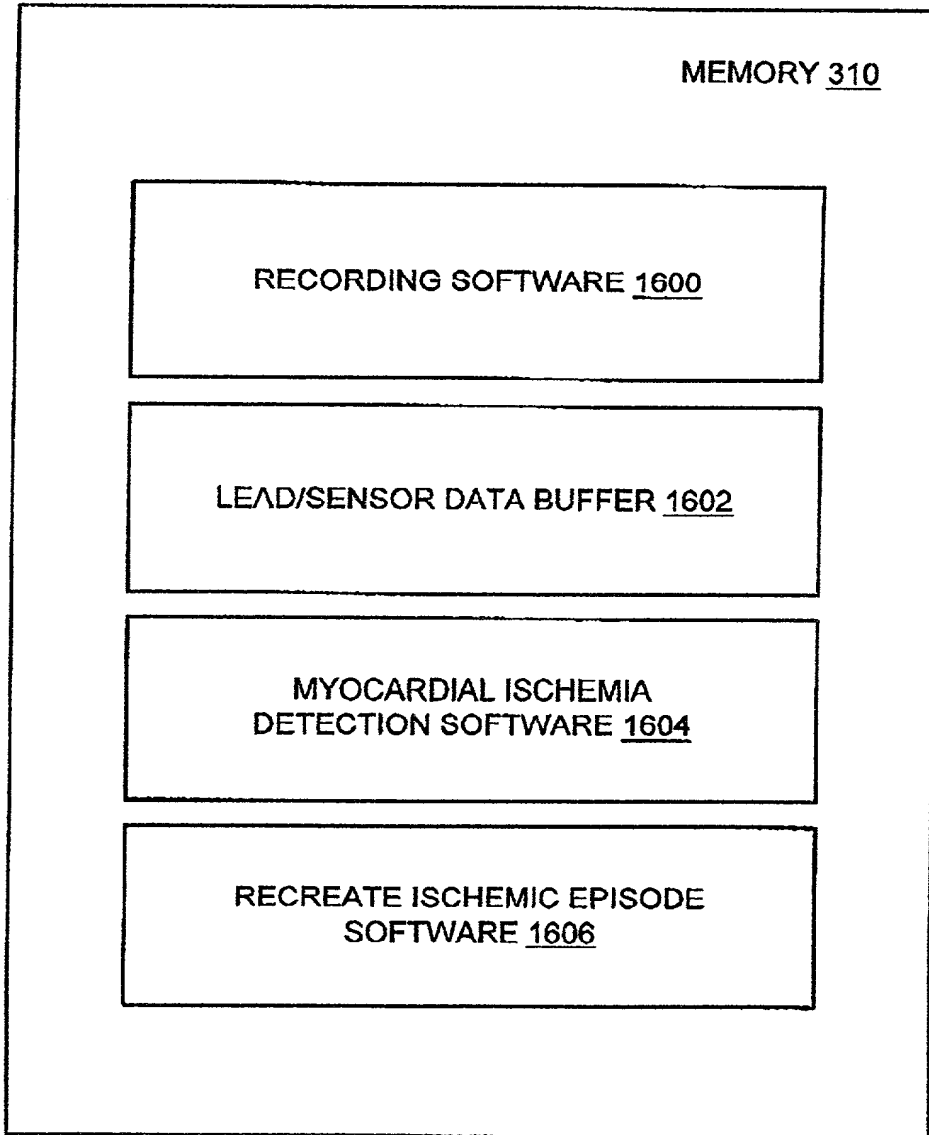 MEMORY 310
RECORDING SOFTWARE 1600
LEAD/SENSOR DATA BUFFER 1602
MYOCARDIAL ISCHEMIA
DETECTION SOFTWARE 1604
RECREATE ISCHEMIC EPISODE
SOFTWARE 1606